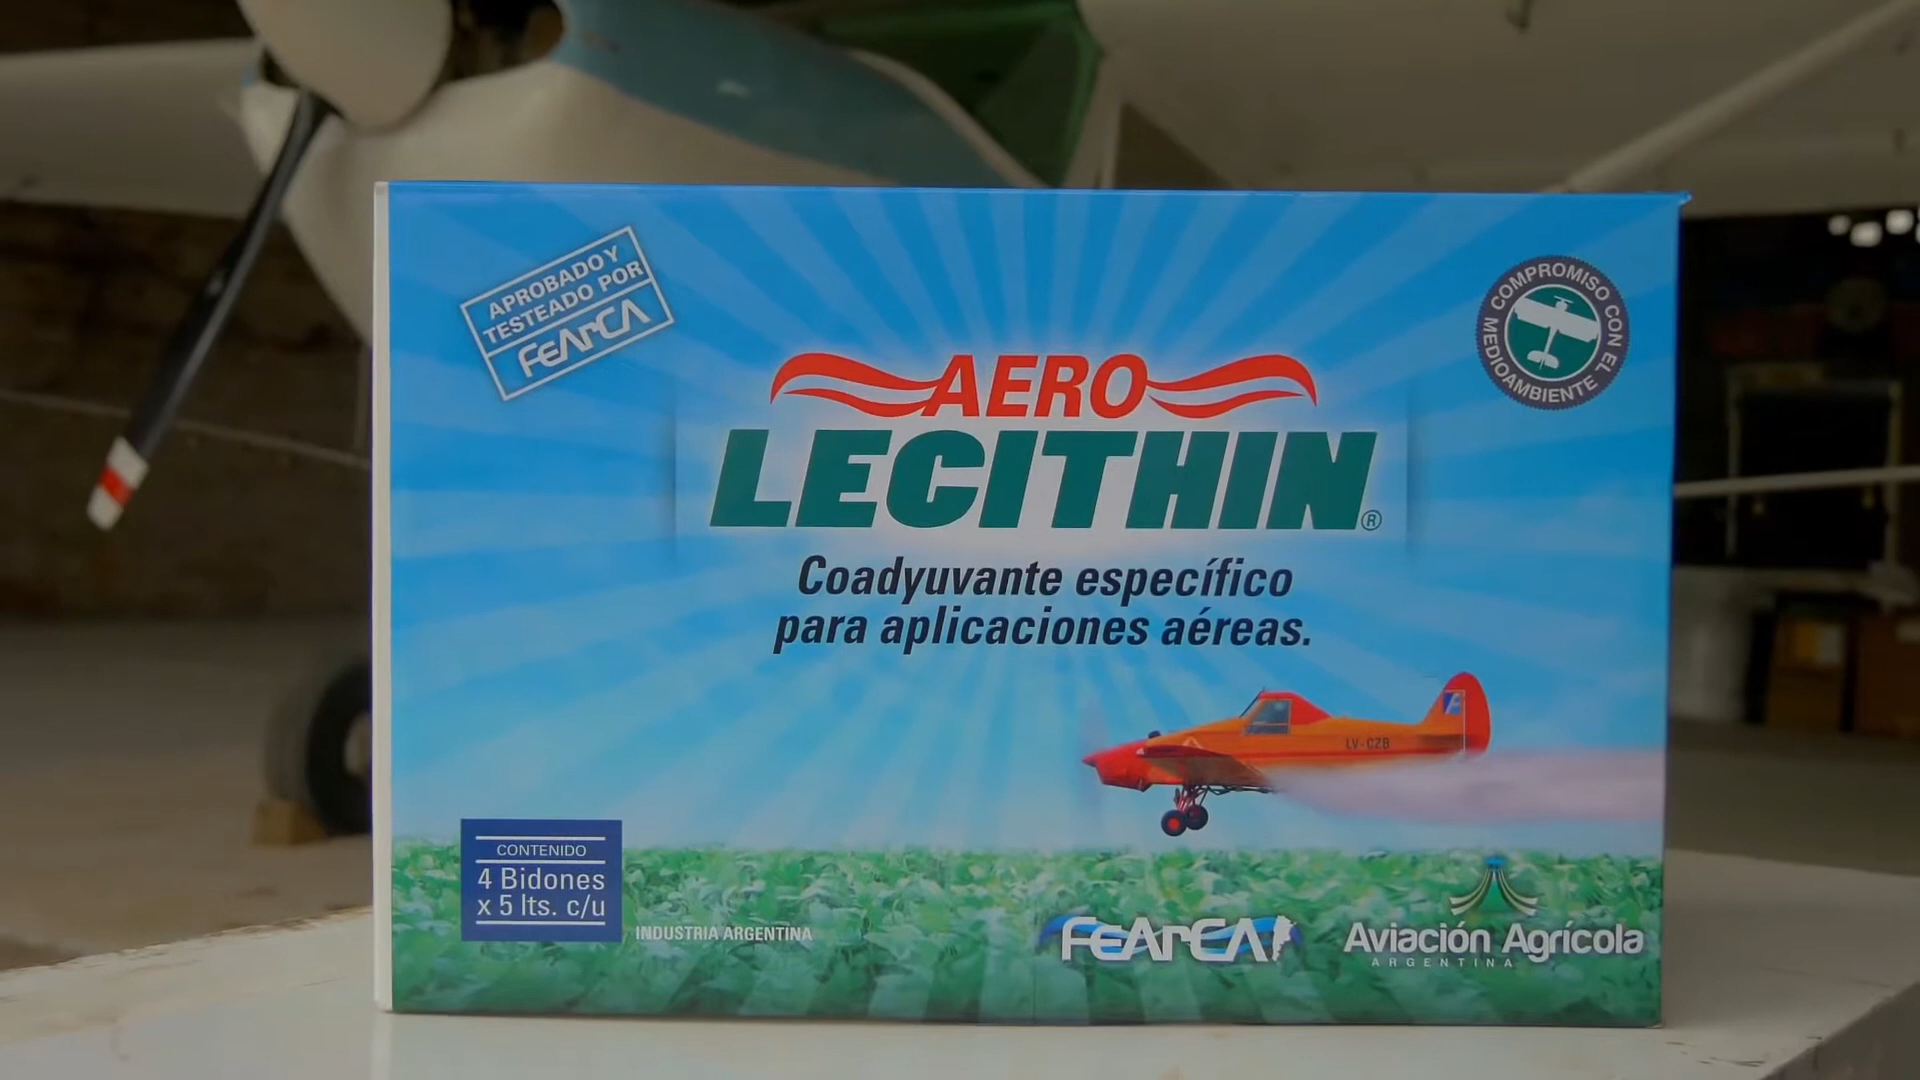 APROBADO Y
TESTEADO POR
FeArCA
COMPROMISO CON EL
MEDIOAMBIENTE
AERO
LECITHIN®
Coadyuvante específico
para aplicaciones aéreas.
LV-CZB
CONTENIDO
4 Bidones
x 5 lts. c/u
INDUSTRIA ARGENTINA
FeArCA
Aviación Agrícola
ARGENTINA